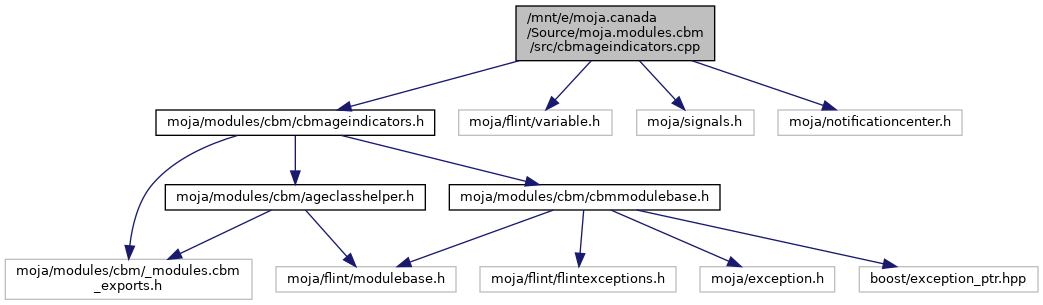 /mnt/e/moja.canada
/Source/moja.modules.cbm
/src/cbmageindicators.cpp
moja/modules/cbm/cbmageindicators.h
moja/flint/variable.h
moja/signals.h
moja/notificationcenter.h
moja/modules/cbm/ageclasshelper.h
moja/modules/cbm/cbmmodulebase.h
moja/modules/cbm/_modules.cbm
_exports.h
moja/flint/modulebase.h
moja/flint/flintexceptions.h
moja/exception.h
boost/exception_ptr.hpp